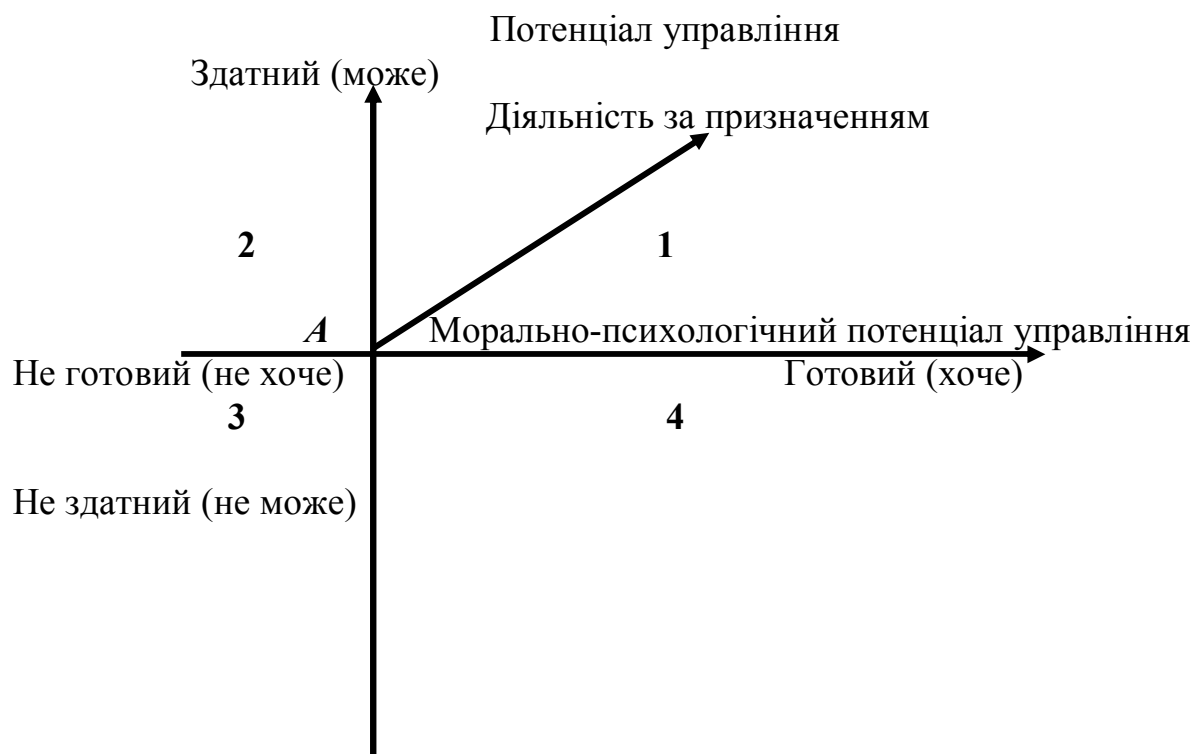 Потенціал управління
Здатний (може)
Діяльність за призначенням
2
1
А
Морально-психологічний потенціал управління
Не готовий (не хоче)
Готовий (хоче)
3
4
Не здатний (не може)